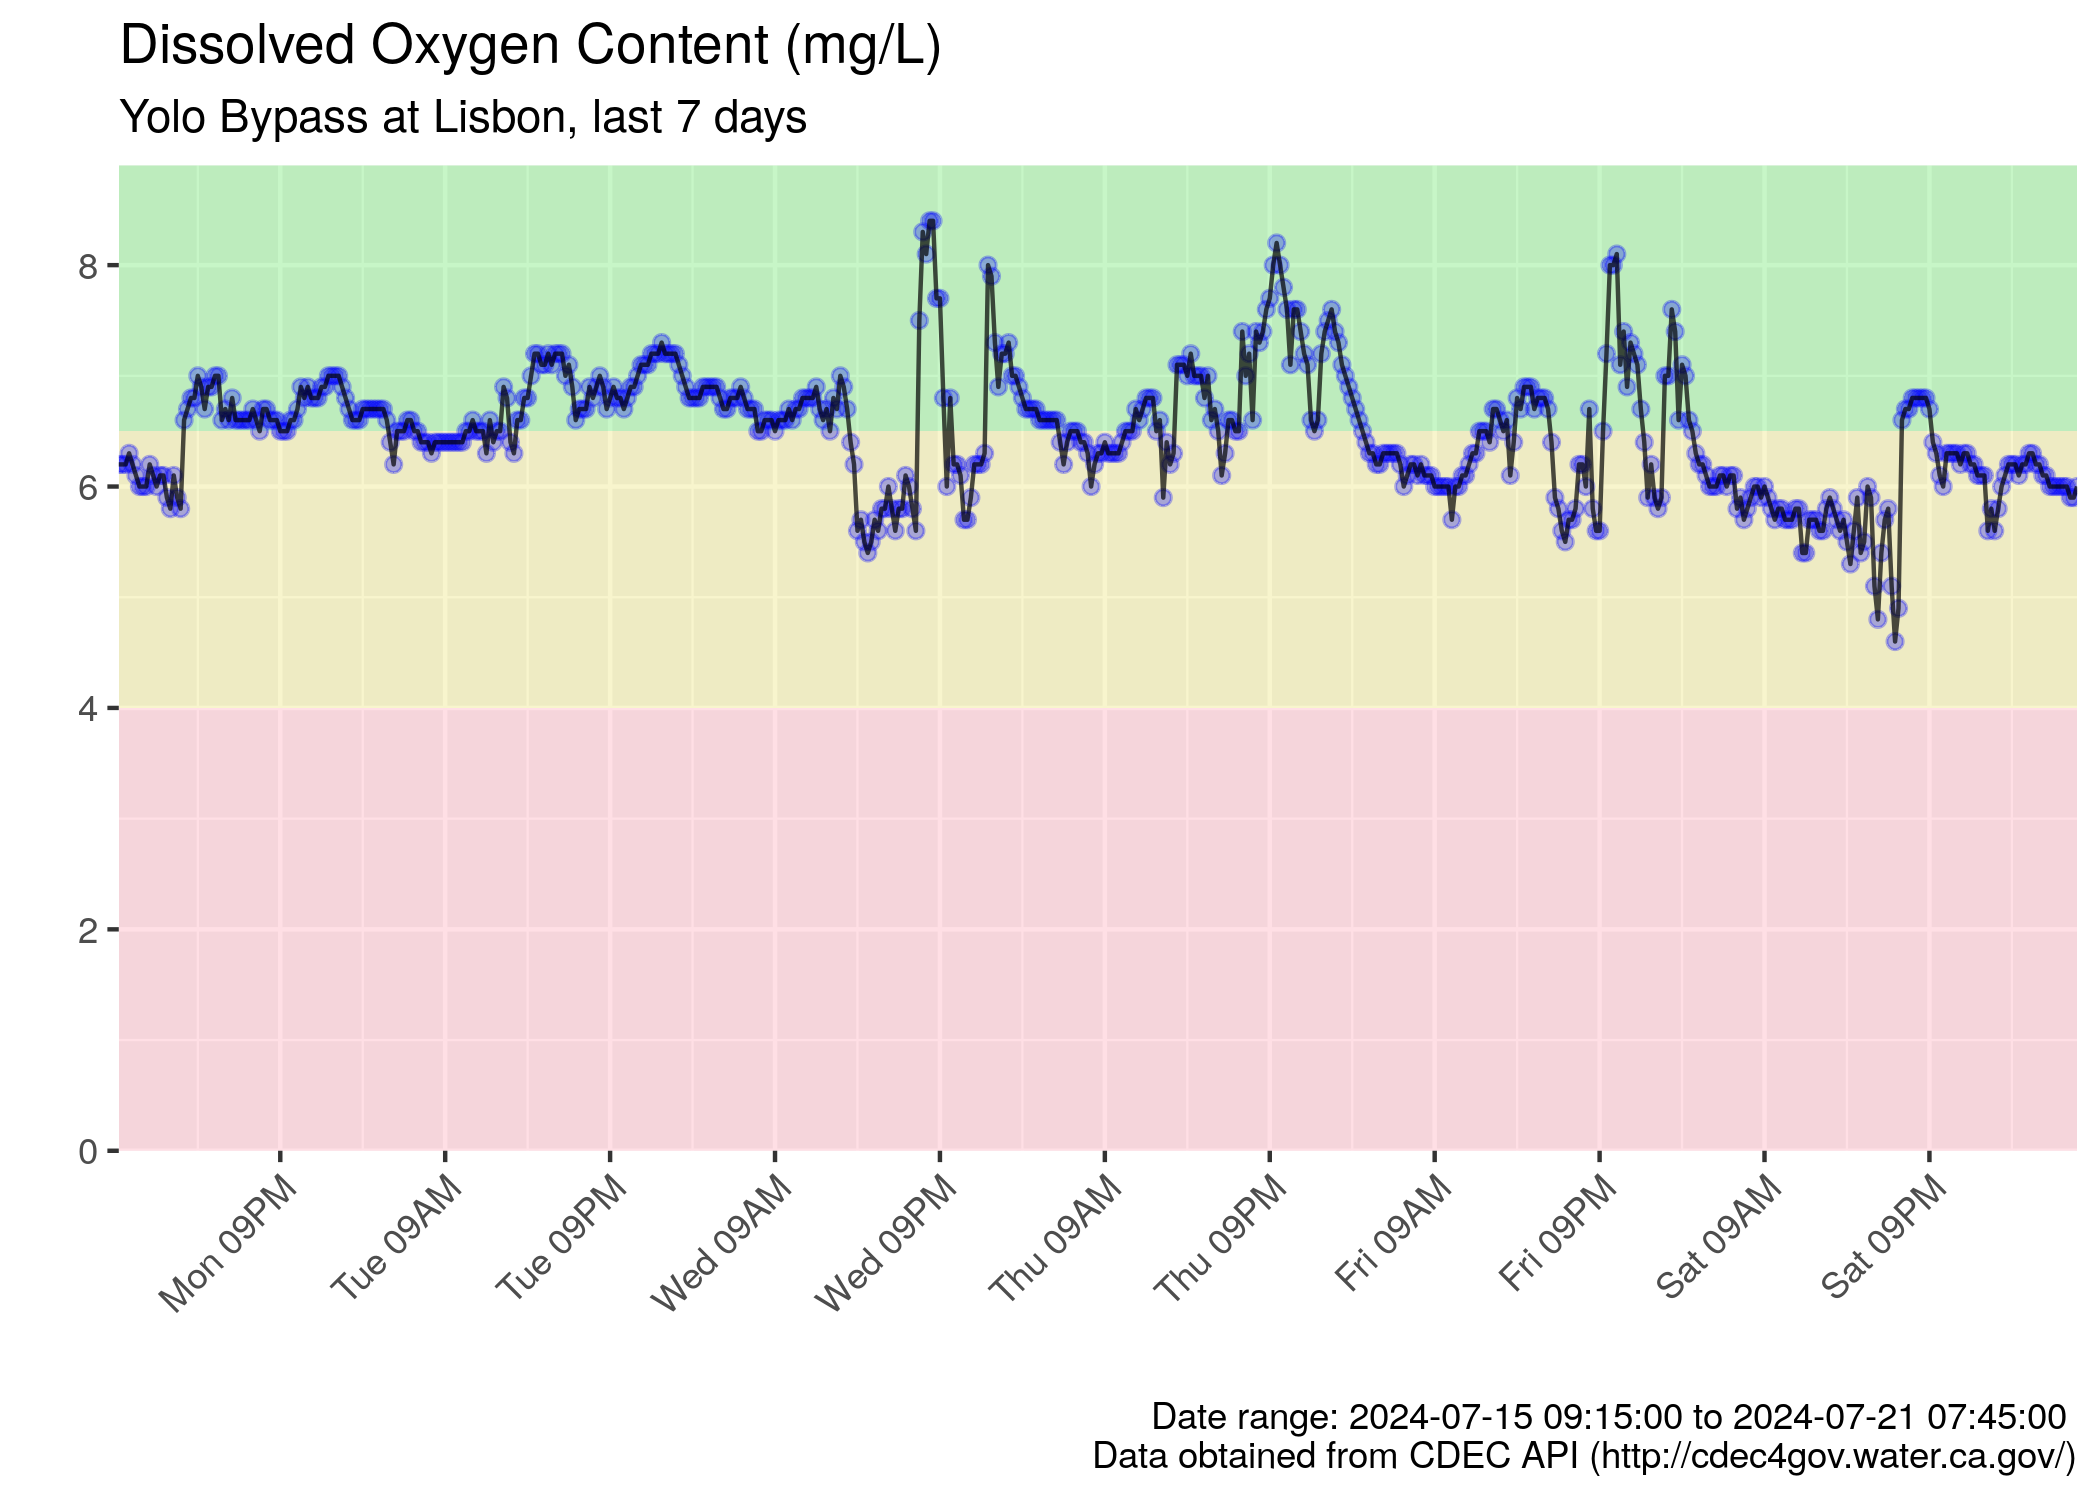 Dissolved Oxygen Content (mg/L)
Yolo Bypass at Lisbon, last 7 days
8
6
4
2
0
Mon 09PM
Tue 09AM
Tue 09PM
Wed 09AM
Wed 09PM
Thu 09AM
Thu 09PM
Fri 09AM
Fri 09PM
Sat 09AM
Sat 09PM
Date range: 2024-07-15 09:15:00 to 2024-07-21 07:45:00
Data obtained from CDEC API (http://cdec4gov.water.ca.gov/)